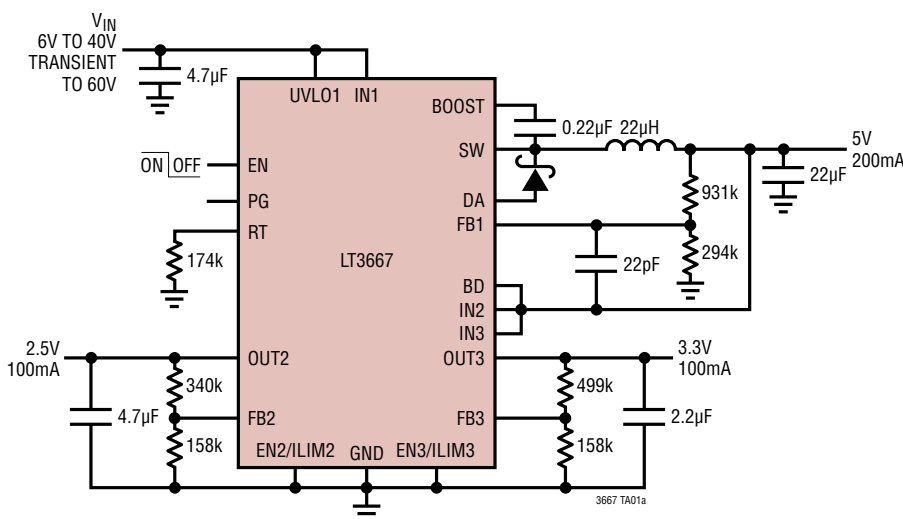 VIN
6V TO 40V
TRANSIENT
TO 60V
4.7µF
UVLO1 IN1
BOOST
0.22µF 22µH
SW
5V
200mA
ON OFF
EN
DA
931k
22µF
PG
FB1
RT
174k
LT3667
22pF
294k
BD
IN2
IN3
2.5V
100mA
OUT2
OUT3
3.3V
100mA
340k
499k
4.7µF
FB2
FB3
2.2µF
158k
158k
EN2/ILIM2 GND EN3/ILIM3
3667 TA01a